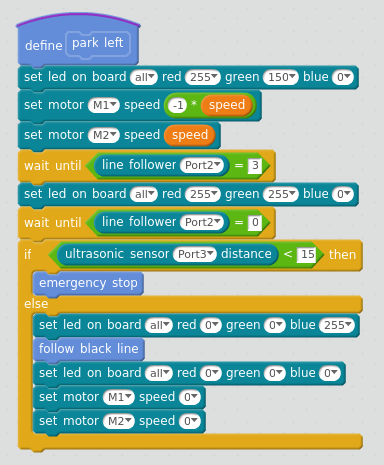 define park left
set led on board all red 255 green 150 blue 0
set motor M1 speed -1 * speed
set motor M2 speed speed
wait until line follower Port2 = 3
set led on board all red 255 green 255 blue 0
wait until line follower Port2 = 0
if ultrasonic sensor Port3 distance < 15 then
emergency stop
else
set led on board all red 0 green 0 blue 255
follow black line
set led on board all red 0 green 0 blue 0
set motor M1 speed 0
set motor M2 speed 0